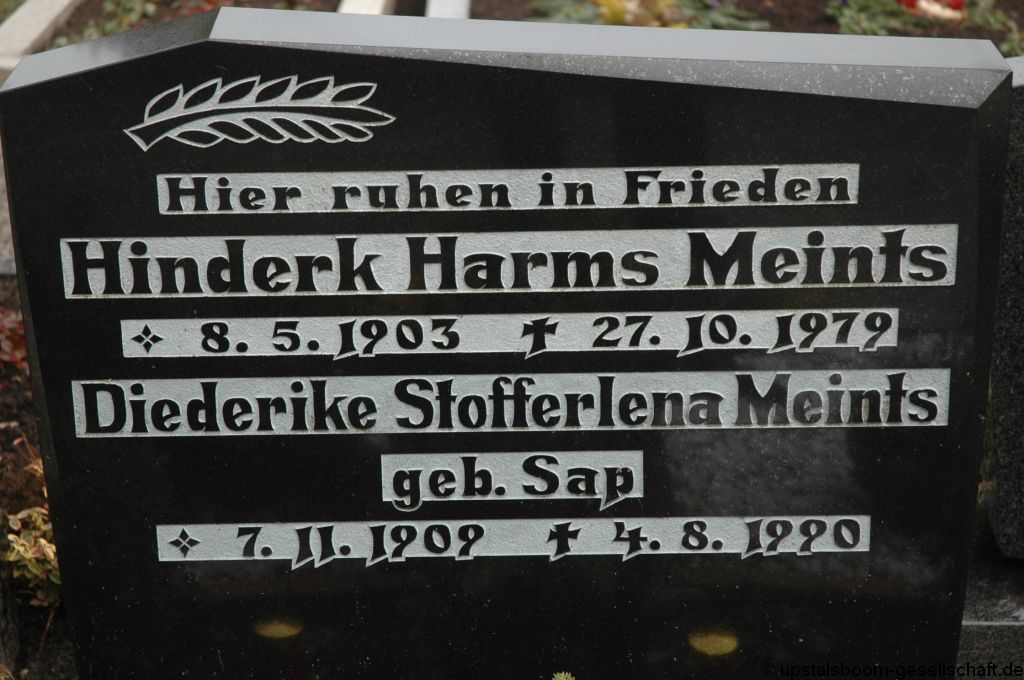 Hier ruhen in Frieden
Hinderk Harms Meints
8. 5. 1903 ✝ 27. 10. 1979
Diederike Stofferlena Meints
geb. Sap
7. 11. 1909 ✝ 4. 8. 1990
© upstalsboom-gesellschaft.de